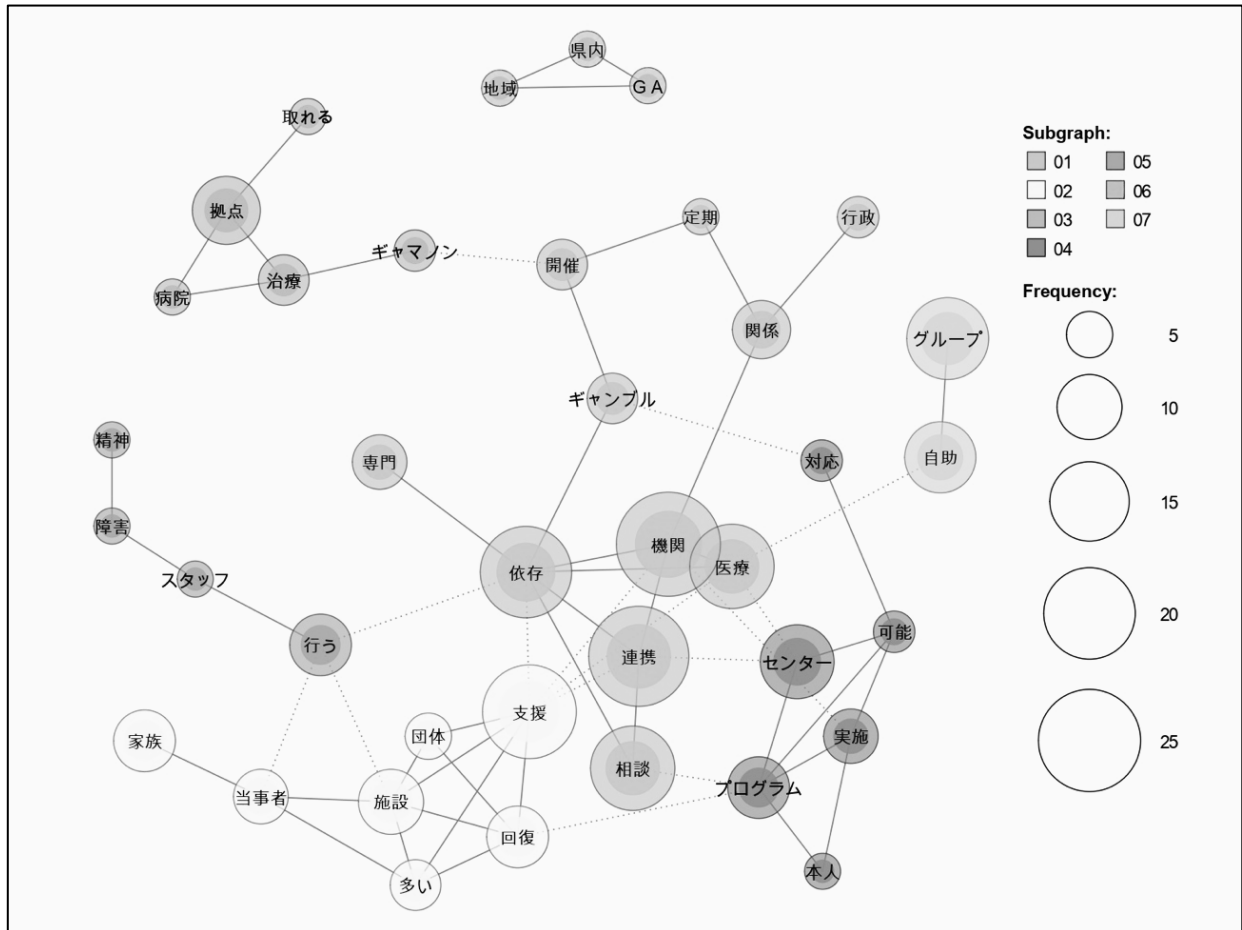 県内
地域
ＧＡ
取れる
拠点
定期
行政
ギャマノン
開催
治療
病院
関係
グループ
ギャンブル
精神
専門
対応
自助
障害
機関
医療
依存
スタッフ
行う
連携
センター
可能
支援
家族
団体
実施
相談
プログラム
当事者
施設
回復
多い
本人
Subgraph:
01
05
02
06
03
07
04
Frequency:
5
10
15
20
25